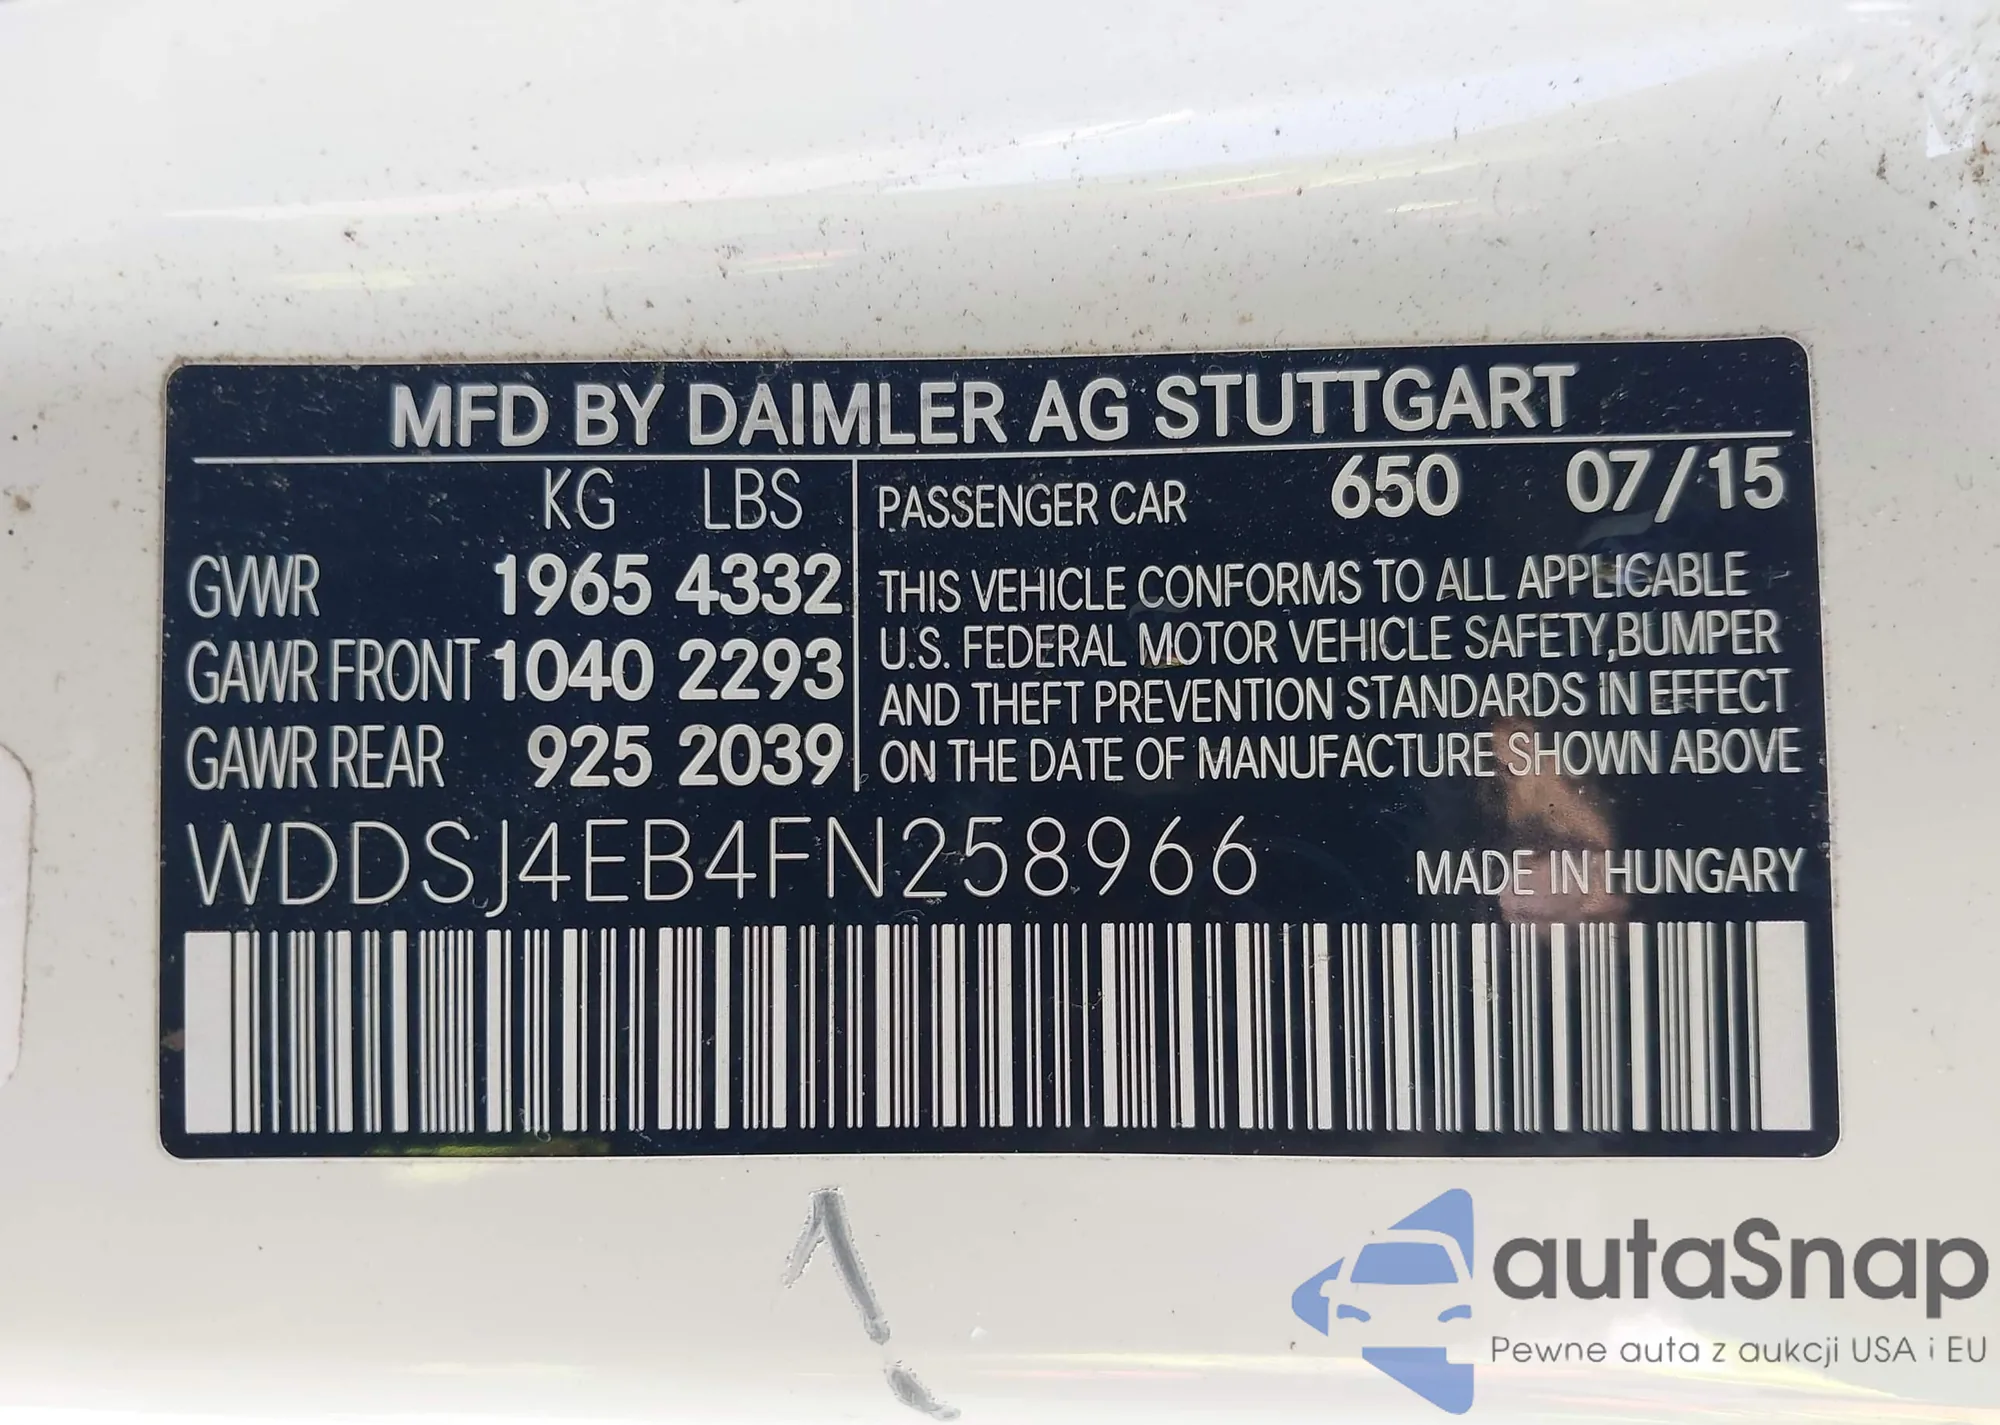 MFD BY DAIMLER AG STUTTGART
KG LBS
GVWR 1965 4332
GAWR FRONT 1040 2293
GAWR REAR 925 2039
PASSENGER CAR 650 07/15
THIS VEHICLE CONFORMS TO ALL APPLICABLE
U.S. FEDERAL MOTOR VEHICLE SAFETY,BUMPER
AND THEFT PREVENTION STANDARDS IN EFFECT
ON THE DATE OF MANUFACTURE SHOWN ABOVE
WDDSJ4EB4FN258966
MADE IN HUNGARY
autaSnap
Pewne auta z aukcji USA i EU